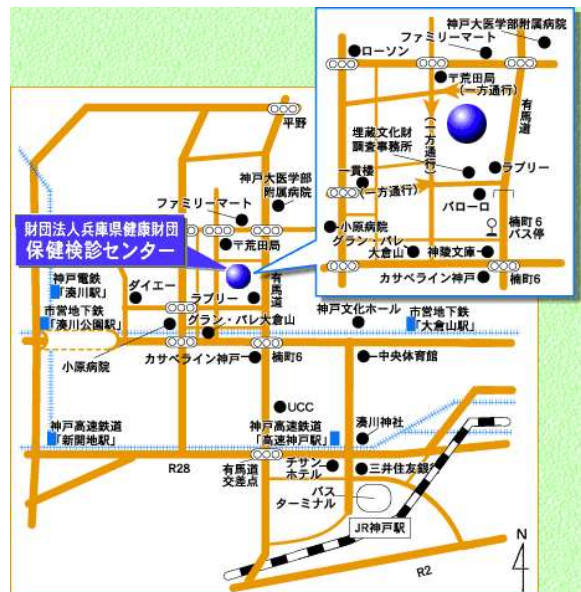 神戸大医学部附属病院
ファミリーマート
ローソン
〒荒田局
(一方通行)
有馬道
(一方通行)
埋蔵文化財
調査事務所
ラブリー
一貫楼
(一方通行)
バローロ
小原病院
楠町6
バス停
グラン・バレ
大倉山
神陵文庫
カサベライン神戸
楠町6
平野
神戸大医学部
附属病院
ファミリーマート
財団法人兵庫県健康財団
保健検診センター
〒荒田局
神戸電鉄
「湊川駅」
ダイエー
有馬道
ラブリー
市営地下鉄
「湊川公園駅」
グラン・バレ大倉山
神戸文化ホール
市営地下鉄
「大倉山駅」
小原病院
カサベライン神戸
楠町6
中央体育館
UCC
神戸高速鉄道
「新開地駅」
神戸高速鉄道
「高速神戸駅」
湊川神社
R28
有馬道
交差点
チサン
ホテル
三井住友銀行
バス
ターミナル
JR神戸駅
R2
N